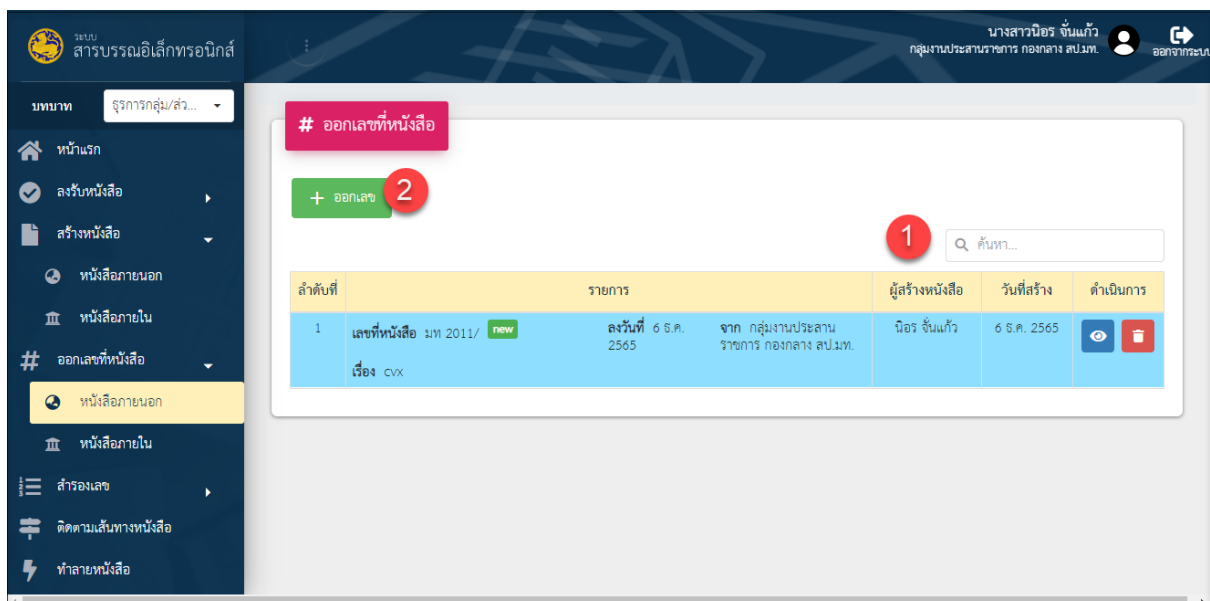 ระบบ
สารบรรณอิเล็กทรอนิกส์
นางสาวนิอร จั่นแก้ว
กลุ่มงานประสานราชการ กองกลาง สป.มท.
ออกจากระบบ
บทบาท ธุรการกลุ่ม/ส่ว...
หน้าแรก
ลงรับหนังสือ
สร้างหนังสือ
หนังสือภายนอก
หนังสือภายใน
# ออกเลขที่หนังสือ
หนังสือภายนอก
หนังสือภายใน
สำรองเลข
ติดตามเส้นทางหนังสือ
ทำลายหนังสือ
# ออกเลขที่หนังสือ
+ ออกเลข 2
1 ค้นหา...
ลำดับที่ รายการ ผู้สร้างหนังสือ วันที่สร้าง ดำเนินการ
1 เลขที่หนังสือ มท 2011/ new ลงวันที่ 6 ธ.ค. จาก กลุ่มงานประสาน นิอร จั่นแก้ว 6 ธ.ค. 2565
2565 ราชการ กองกลาง สป.มท.
เรื่อง cvx